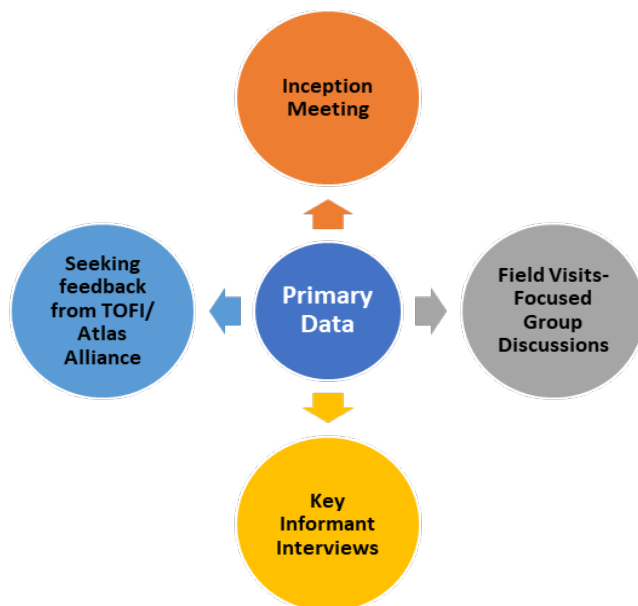 Inception
Meeting
Seeking
feedback
from TOFI/
Atlas
Alliance
Primary
Data
Field Visits-
Focused
Group
Discussions
Key
Informant
Interviews